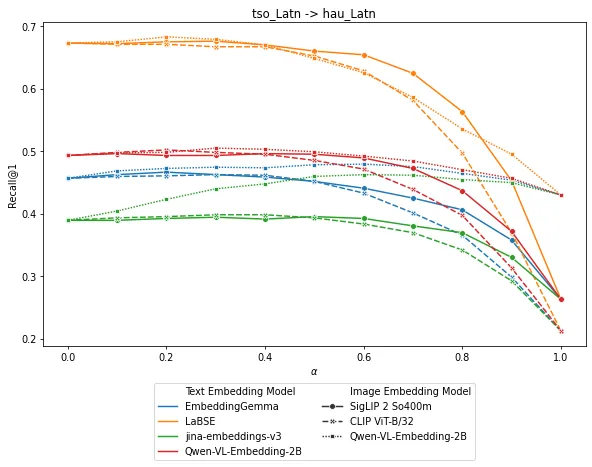 tso_Latn -> hau_Latn
0.7
0.6
0.5
0.4
0.3
0.2
Recall@1
0.0
0.2
0.4
0.6
0.8
1.0
α
Text Embedding Model
EmbeddingGemma
LaBSE
jina-embeddings-v3
Qwen-VL-Embedding-2B
Image Embedding Model
SigLIP 2 So400m
CLIP ViT-B/32
Qwen-VL-Embedding-2B